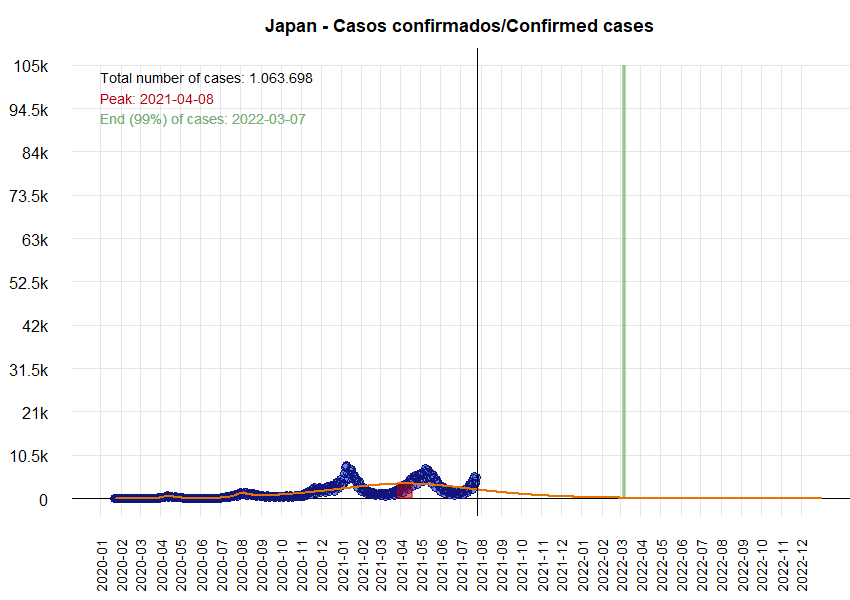 Japan - Casos confirmados/Confirmed cases
105k
94.5k
84k
73.5k
63k
52.5k
42k
31.5k
21k
10.5k
0
Total number of cases: 1.063.698
Peak: 2021-04-08
End (99%) of cases: 2022-03-07
2020-01
2020-02
2020-03
2020-04
2020-05
2020-06
2020-07
2020-08
2020-09
2020-10
2020-11
2020-12
2021-01
2021-02
2021-03
2021-04
2021-05
2021-06
2021-07
2021-08
2021-09
2021-10
2021-11
2021-12
2022-01
2022-02
2022-03
2022-04
2022-05
2022-06
2022-07
2022-08
2022-09
2022-10
2022-11
2022-12